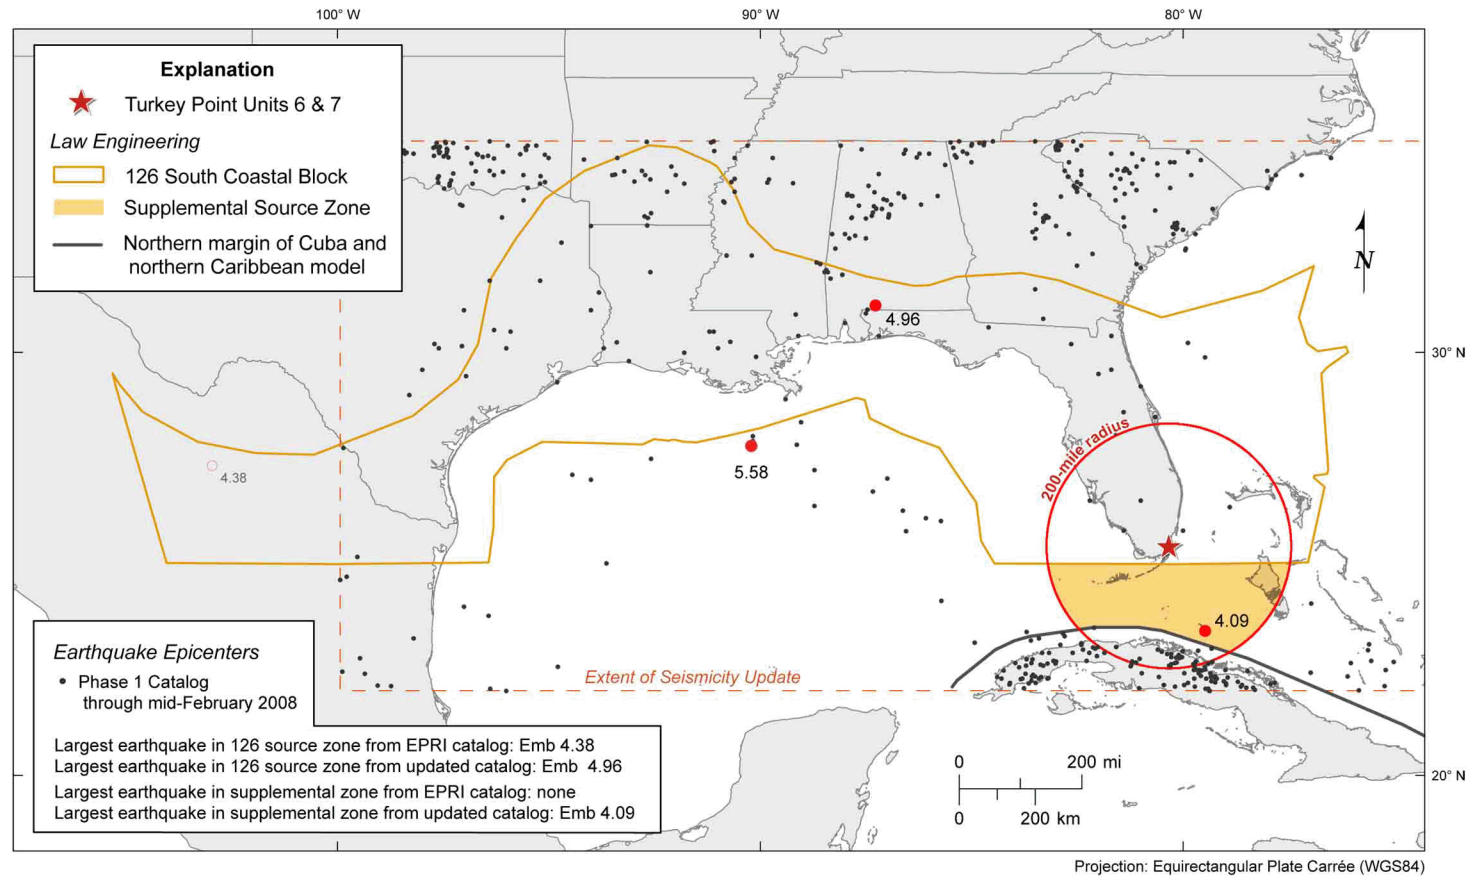 100° W
90° W
80° W
Explanation
Turkey Point Units 6 & 7
Law Engineering
126 South Coastal Block
Supplemental Source Zone
Northern margin of Cuba and
northern Caribbean model
N
4.96
30° N
200-mile radius
4.38
5.58
4.09
Earthquake Epicenters
Phase 1 Catalog
through mid-February 2008
Extent of Seismicity Update
Largest earthquake in 126 source zone from EPRI catalog: Emb 4.38
Largest earthquake in 126 source zone from updated catalog: Emb 4.96
Largest earthquake in supplemental zone from EPRI catalog: none
Largest earthquake in supplemental zone from updated catalog: Emb 4.09
0 200 mi
0 200 km
20° N
Projection: Equirectangular Plate Carrée (WGS84)